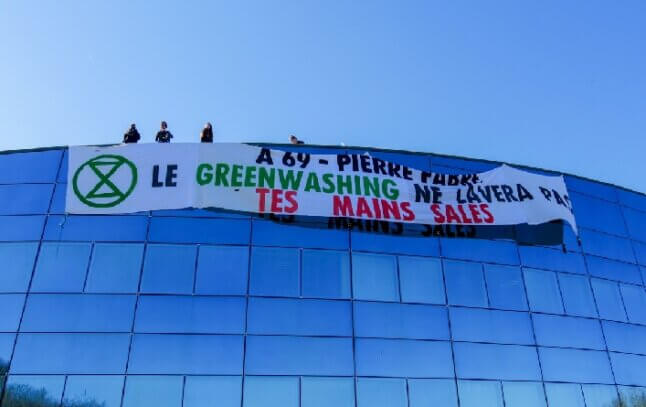 A 69 - PIERRE FABRE
LE GREENWASHING NE LAVERA PAS
TES MAINS SALES